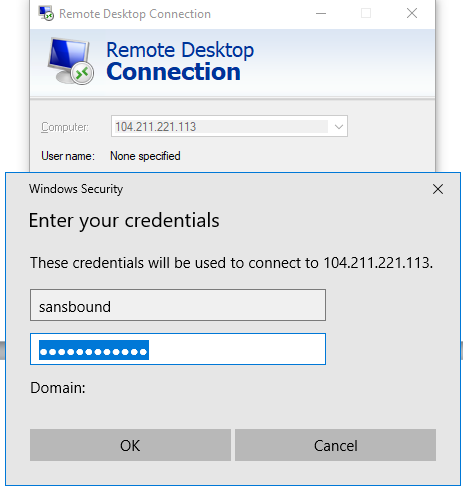 Remote Desktop Connection
Remote Desktop
Connection
Computer: 104.211.221.113
User name: None specified
Windows Security
Enter your credentials
These credentials will be used to connect to 104.211.221.113.
sansbound
●●●●●●●●●●●●
Domain:
OK Cancel